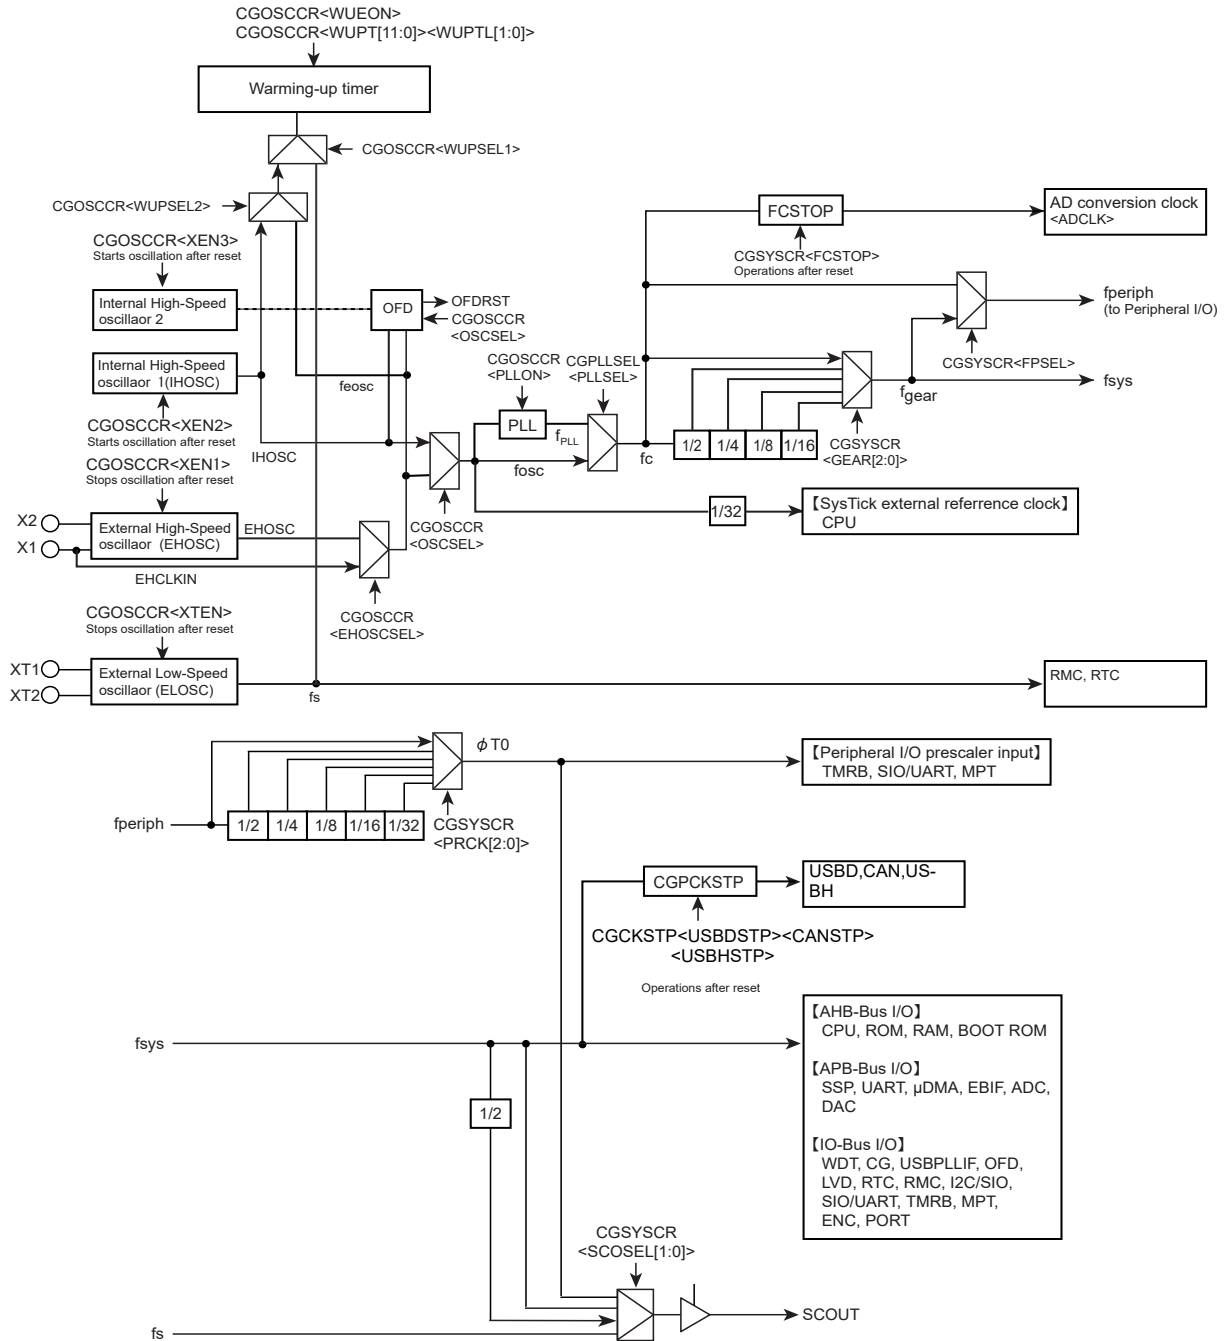 CGOSCCR<WUEON>
CGOSCCR<WUPT[11:0]><WUPTL[1:0]>
Warming-up timer
CGOSCCR<WUPSEL1>
CGOSCCR<WUPSEL2>
FCSTOP
AD conversion clock
<ADCLK>
CGOSCCR<XEN3>
Starts oscillation after reset
CGSYSCR<FCSTOP>
Operations after reset
Internal High-Speed
oscillaor 2
OFD
OFDRST
CGOSCCR
<OSCSEL>
fperiph
(to Peripheral I/O)
Internal High-Speed
oscillaor 1(IHOSC)
feosc
CGOSCCR
<PLLON>
CGPLLSEL
<PLLSEL>
CGSYSCR<FPSEL>
fsys
fgear
CGOSCCR<XEN2>
Starts oscillation after reset
PLL
fPLL
1/2
1/4
1/8
1/16
CGSYSCR
<GEAR[2:0]>
IHOSC
fosc
fc
CGOSCCR<XEN1>
Stops oscillation after reset
X2
X1
External High-Speed
oscillaor (EHOSC)
EHOSC
CGOSCCR
<OSCSEL>
1/32
【SysTick external referrence clock】
CPU
EHCLKIN
CGOSCCR
<EHOSCSEL>
CGOSCCR<XTEN>
Stops oscillation after reset
XT1
XT2
External Low-Speed
oscillaor (ELOSC)
fs
RMC, RTC
ϕT0
【Peripheral I/O prescaler input】
TMRB, SIO/UART, MPT
fperiph
1/2
1/4
1/8
1/16
1/32
CGSYSCR
<PRCK[2:0]>
CGPCKSTP
USBD,CAN,US-
BH
CGCKSTP<USBDSTP><CANSTP>
<USBHSTP>
Operations after reset
fsys
【AHB-Bus I/O】
CPU, ROM, RAM, BOOT ROM
【APB-Bus I/O】
SSP, UART, µDMA, EBIF, ADC,
DAC
【IO-Bus I/O】
WDT, CG, USBPLLIF, OFD,
LVD, RTC, RMC, I2C/SIO,
SIO/UART, TMRB, MPT,
ENC, PORT
1/2
CGSYSCR
<SCOSEL[1:0]>
SCOUT
fs